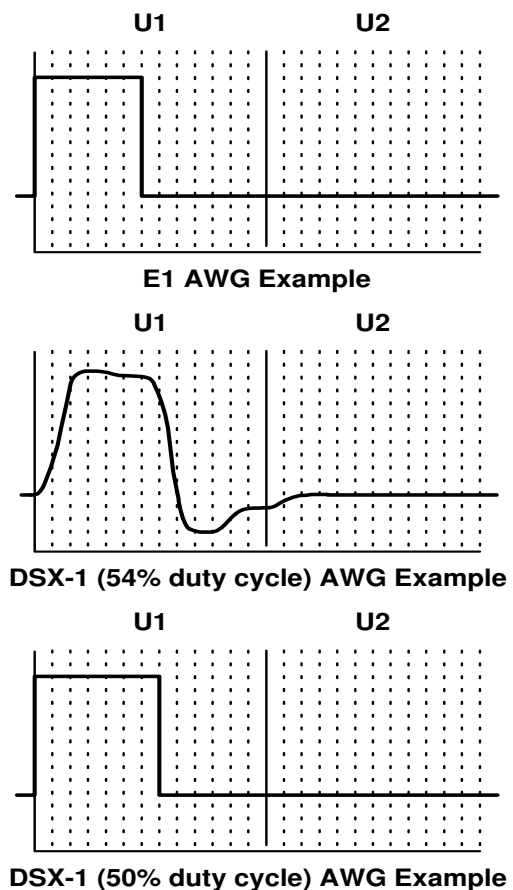 U1 U2
E1 AWG Example
U1 U2
DSX-1 (54% duty cycle) AWG Example
U1 U2
DSX-1 (50% duty cycle) AWG Example